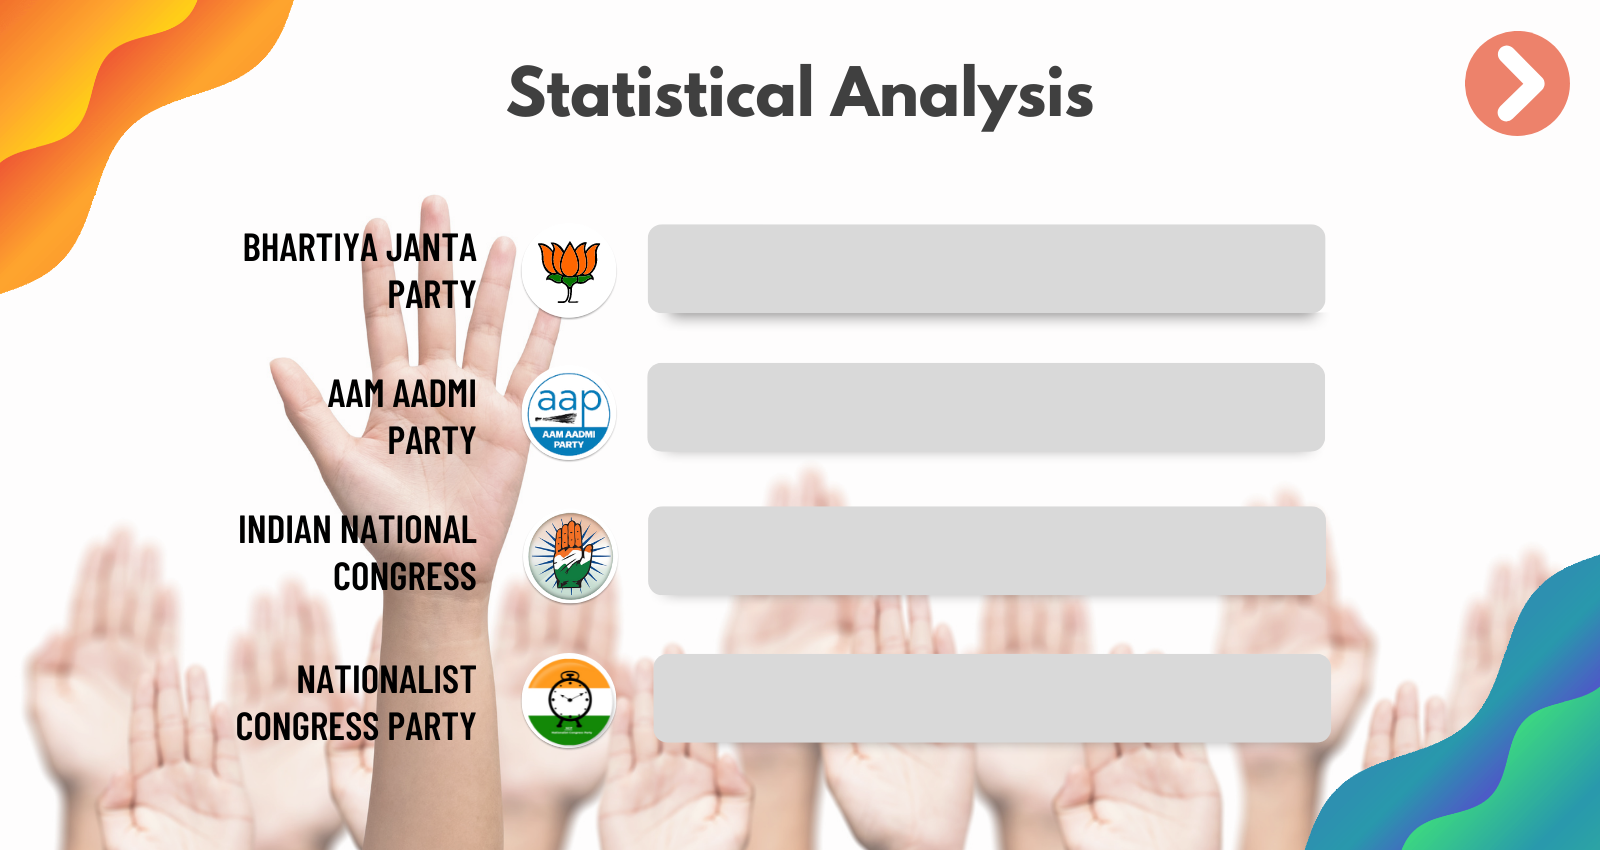 Statistical Analysis
BHARTIYA JANTA
PARTY
AAM AADMI
PARTY
aap
AAM AADMI
PARTY
INDIAN NATIONAL
CONGRESS
NATIONALIST
CONGRESS PARTY